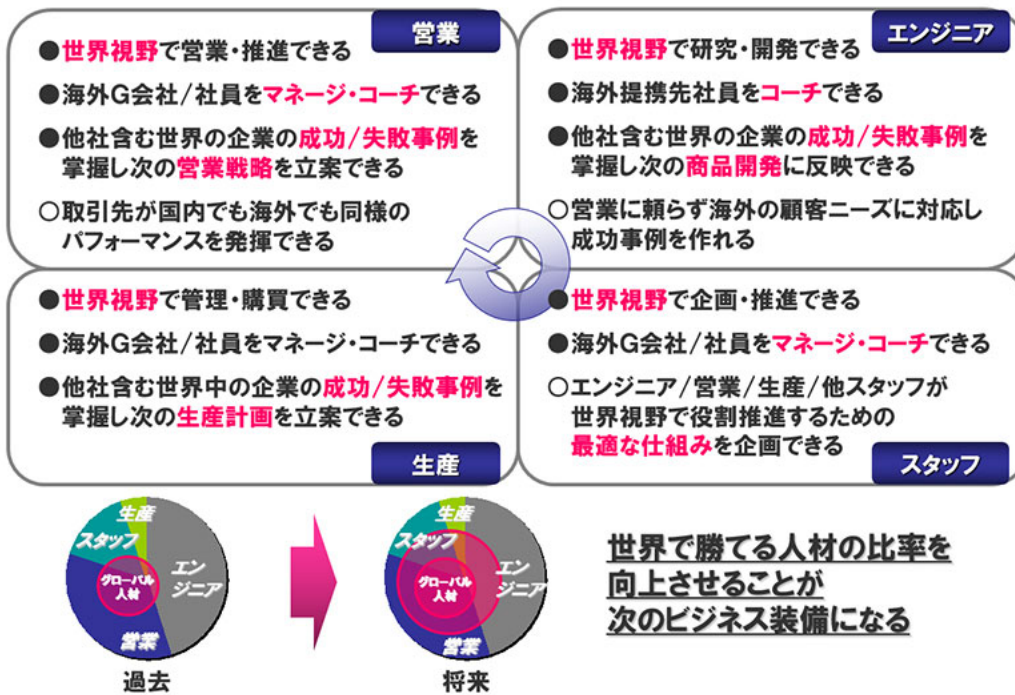 営業
●世界視野で営業・推進できる
●海外G会社/社員をマネージ・コーチできる
●他社含む世界の企業の成功/失敗事例を
掌握し次の営業戦略を立案できる
○取引先が国内でも海外でも同様の
パフォーマンスを発揮できる
エンジニア
●世界視野で研究・開発できる
●海外提携先社員をコーチできる
●他社含む世界の企業の成功/失敗事例を
掌握し次の商品開発に反映できる
○営業に頼らず海外の顧客ニーズに対応し
成功事例を作れる
●世界視野で管理・購買できる
●海外G会社/社員をマネージ・コーチできる
●他社含む世界中の企業の成功/失敗事例を
掌握し次の生産計画を立案できる
生産
●世界視野で企画・推進できる
●海外G会社/社員をマネージ・コーチできる
○エンジニア/営業/生産/他スタッフが
世界視野で役割推進するための
最適な仕組みを企画できる
スタッフ
生産
スタッフ
エン
ジニア
グローバル
人材
営業
過去
生産
スタッフ
エン
ジニア
グローバル
人材
営業
将来
世界で勝てる人材の比率を
向上させることが
次のビジネス装備になる